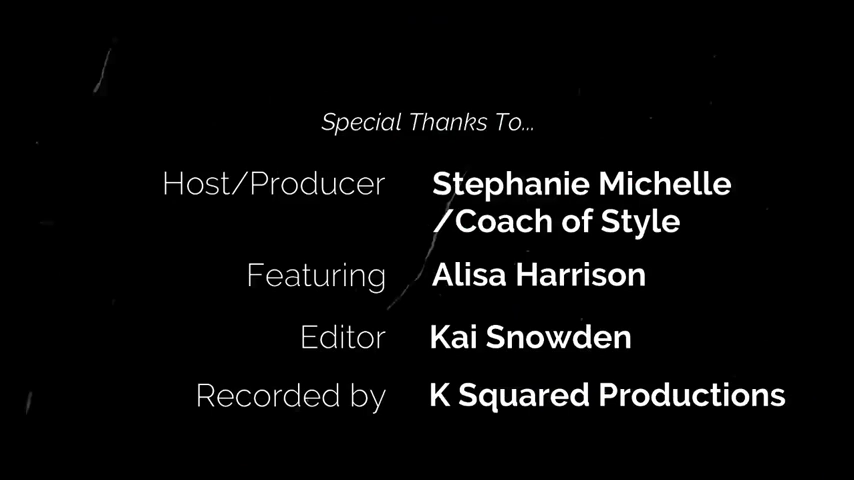 Special Thanks To...
Host/Producer Stephanie Michelle
/Coach of Style
Featuring Alisa Harrison
Editor Kai Snowden
Recorded by K Squared Productions